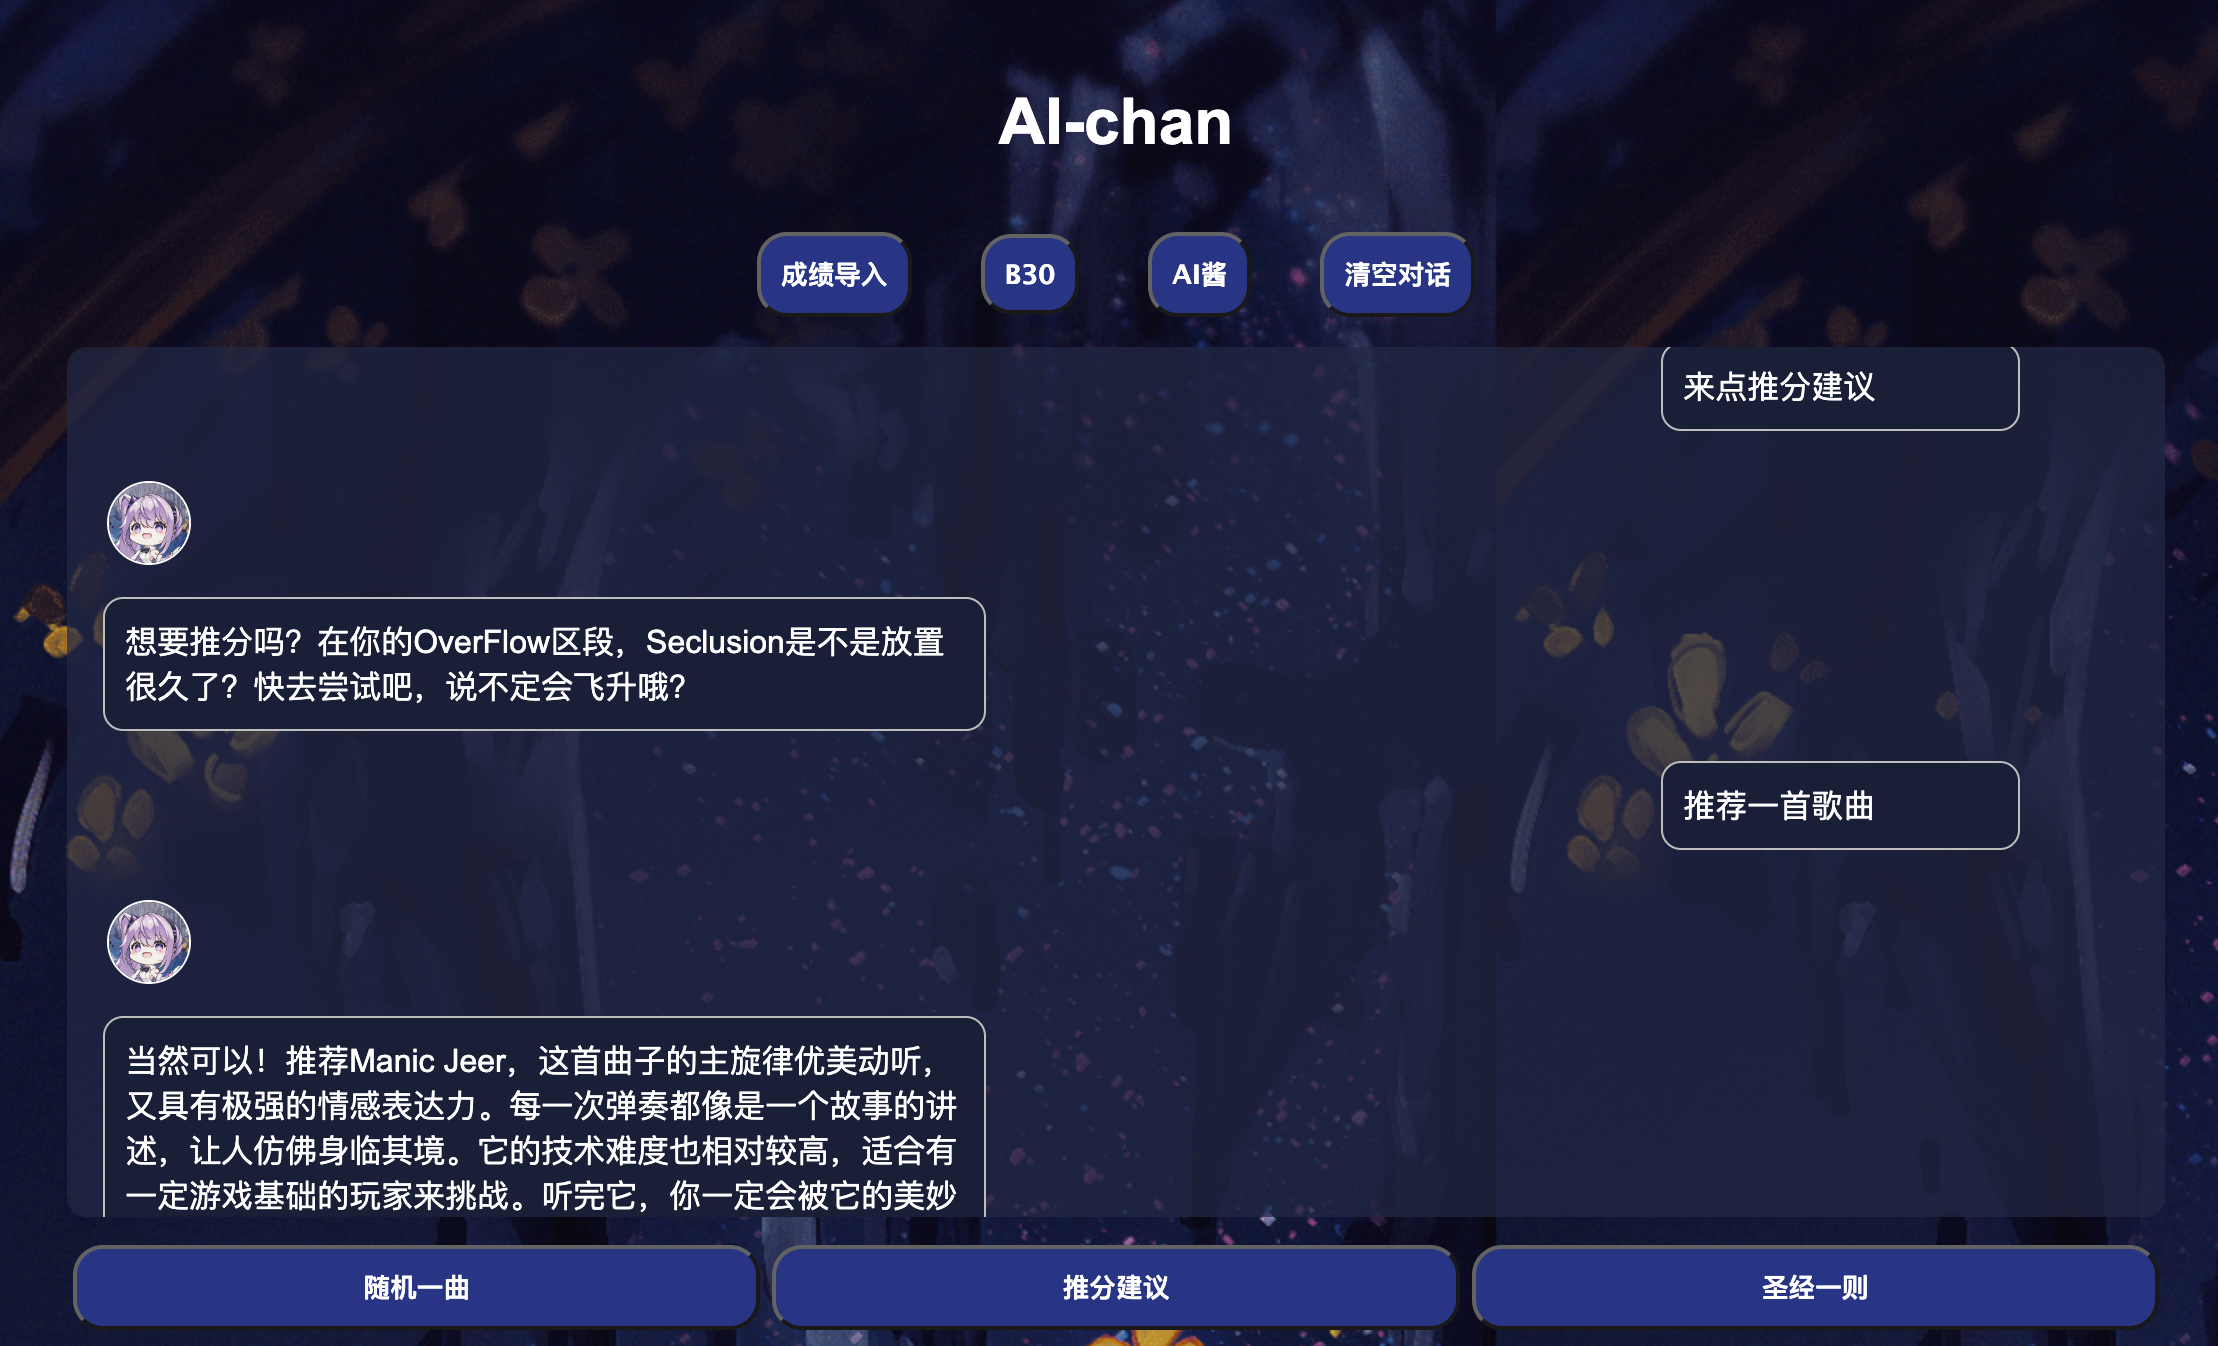 AI-chan
成绩导入
B30
AI酱
清空对话
来点推分建议
想要推分吗？在你的OverFlow区段，Seclusion是不是放置
很久了？快去尝试吧，说不定会飞升哦？
推荐一首歌曲
当然可以！推荐Manic Jeer，这首曲子的主旋律优美动听，
又具有极强的情感表达力。每一次弹奏都像是一个故事的讲
述，让人仿佛身临其境。它的技术难度也相对较高，适合有
一定游戏基础的玩家来挑战。听完它，你一定会被它的美妙
随机一曲
推分建议
圣经一则